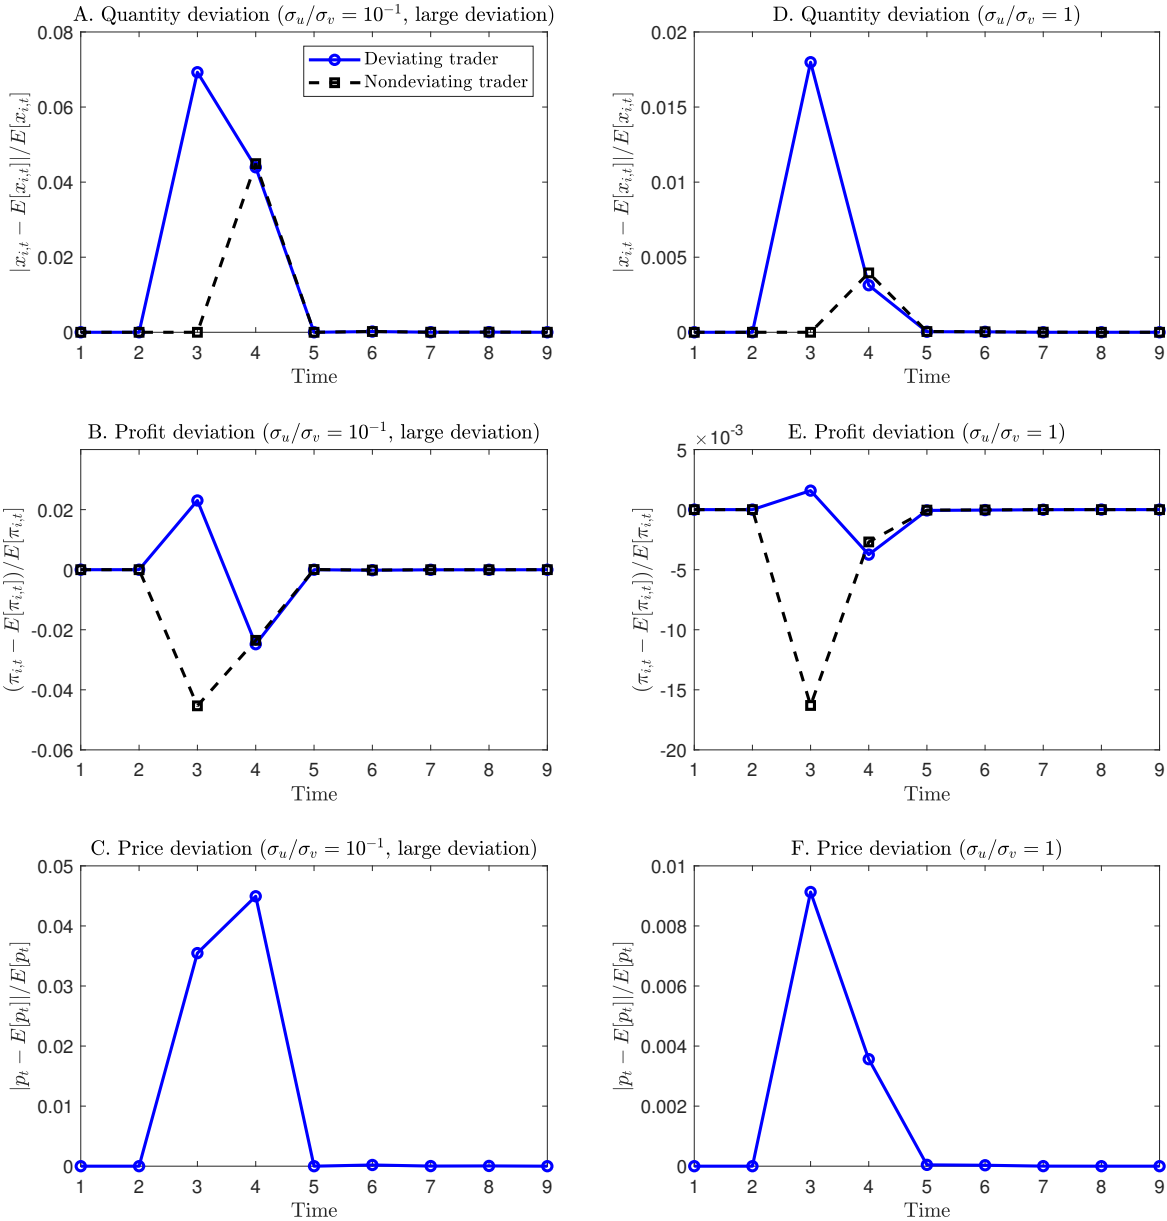 A. Quantity deviation (σ_u/σ_v = 10^{-1}, large deviation)
0.08
0.06
0.04
0.02
0
|x_{i,t} − E[x_{i,t}]|/E[x_{i,t}]
Deviating trader
Nondeviating trader
1 2 3 4 5 6 7 8 9
Time
D. Quantity deviation (σ_u/σ_v = 1)
0.02
0.015
0.01
0.005
0
|x_{i,t} − E[x_{i,t}]|/E[x_{i,t}]
1 2 3 4 5 6 7 8 9
Time
B. Profit deviation (σ_u/σ_v = 10^{-1}, large deviation)
0.02
0
-0.02
-0.04
-0.06
(π_{i,t} − E[π_{i,t}])/E[π_{i,t}]
1 2 3 4 5 6 7 8 9
Time
E. Profit deviation (σ_u/σ_v = 1)
×10^{-3}
5
0
-5
-10
-15
-20
(π_{i,t} − E[π_{i,t}])/E[π_{i,t}]
1 2 3 4 5 6 7 8 9
Time
C. Price deviation (σ_u/σ_v = 10^{-1}, large deviation)
0.05
0.04
0.03
0.02
0.01
0
|p_t − E[p_t]|/E[p_t]
1 2 3 4 5 6 7 8 9
Time
F. Price deviation (σ_u/σ_v = 1)
0.01
0.008
0.006
0.004
0.002
0
|p_t − E[p_t]|/E[p_t]
1 2 3 4 5 6 7 8 9
Time